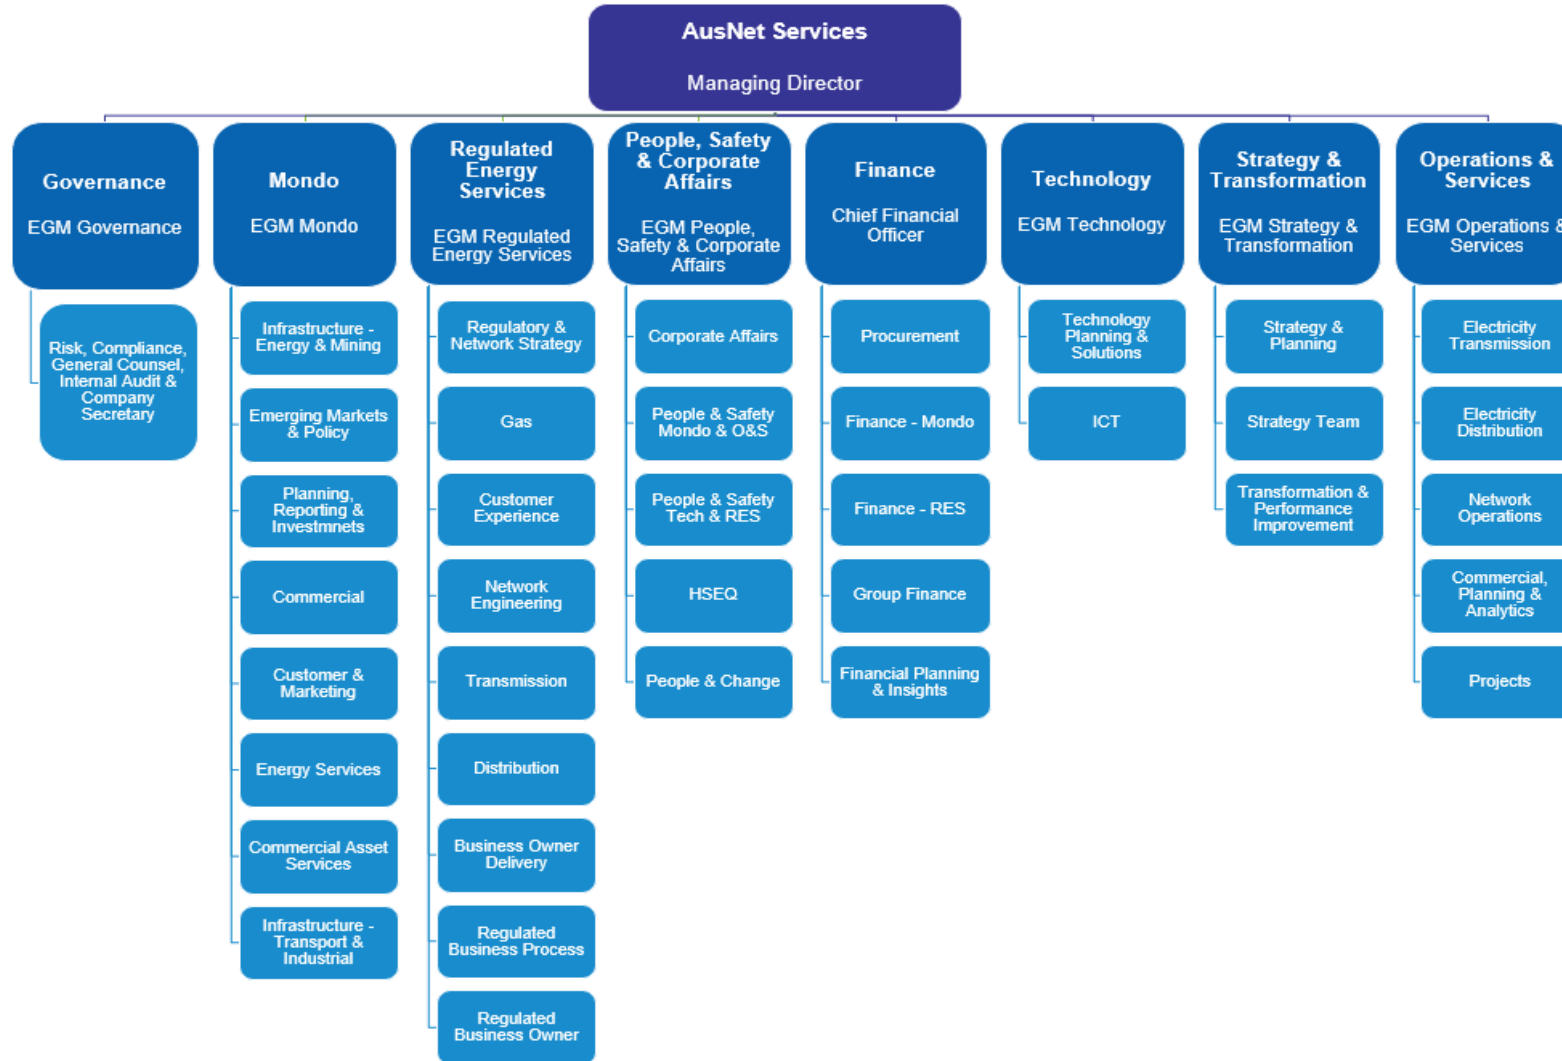 AusNet Services
Managing Director
Governance
EGM Governance
Risk, Compliance,
General Counsel,
Internal Audit &
Company
Secretary
Mondo
EGM Mondo
Infrastructure -
Energy & Mining
Emerging Markets
& Policy
Planning,
Reporting &
Investmnets
Commercial
Customer &
Marketing
Energy Services
Commercial Asset
Services
Infrastructure -
Transport &
Industrial
Regulated
Energy
Services
EGM Regulated
Energy Services
Regulatory &
Network Strategy
Gas
Customer
Experience
Network
Engineering
Transmission
Distribution
Business Owner
Delivery
Regulated
Business Process
Regulated
Business Owner
People, Safety
& Corporate
Affairs
EGM People,
Safety & Corporate
Affairs
Corporate Affairs
People & Safety
Mondo & O&S
People & Safety
Tech & RES
HSEQ
People & Change
Finance
Chief Financial
Officer
Procurement
Finance - Mondo
Finance - RES
Group Finance
Financial Planning
& Insights
Technology
EGM Technology
Technology
Planning &
Solutions
ICT
Strategy &
Transformation
EGM Strategy &
Transformation
Strategy &
Planning
Strategy Team
Transformation &
Performance
Improvement
Operations &
Services
EGM Operations &
Services
Electricity
Transmission
Electricity
Distribution
Network
Operations
Commercial,
Planning &
Analytics
Projects